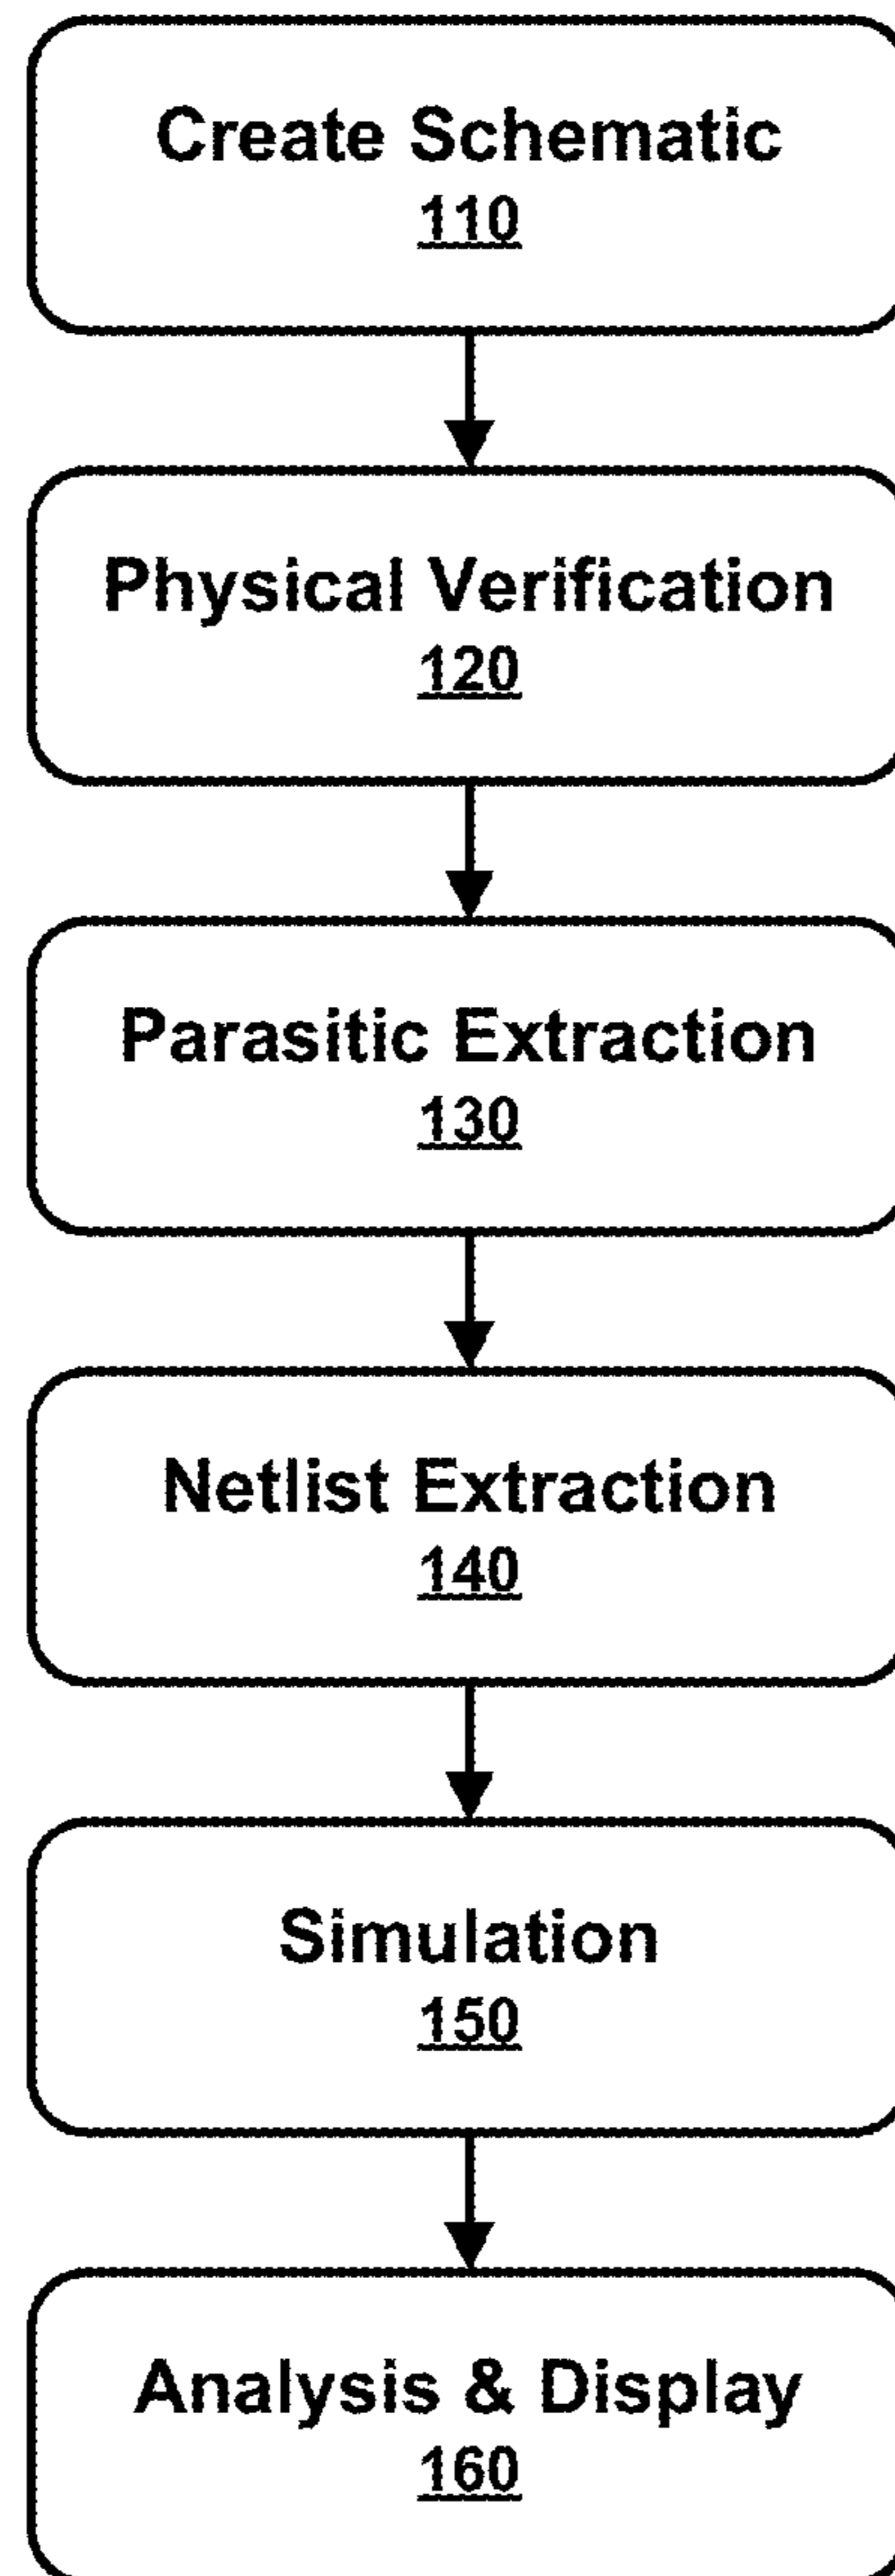 Create Schematic
110
Physical Verification
120
Parasitic Extraction
130
Netlist Extraction
140
Simulation
150
Analysis & Display
160